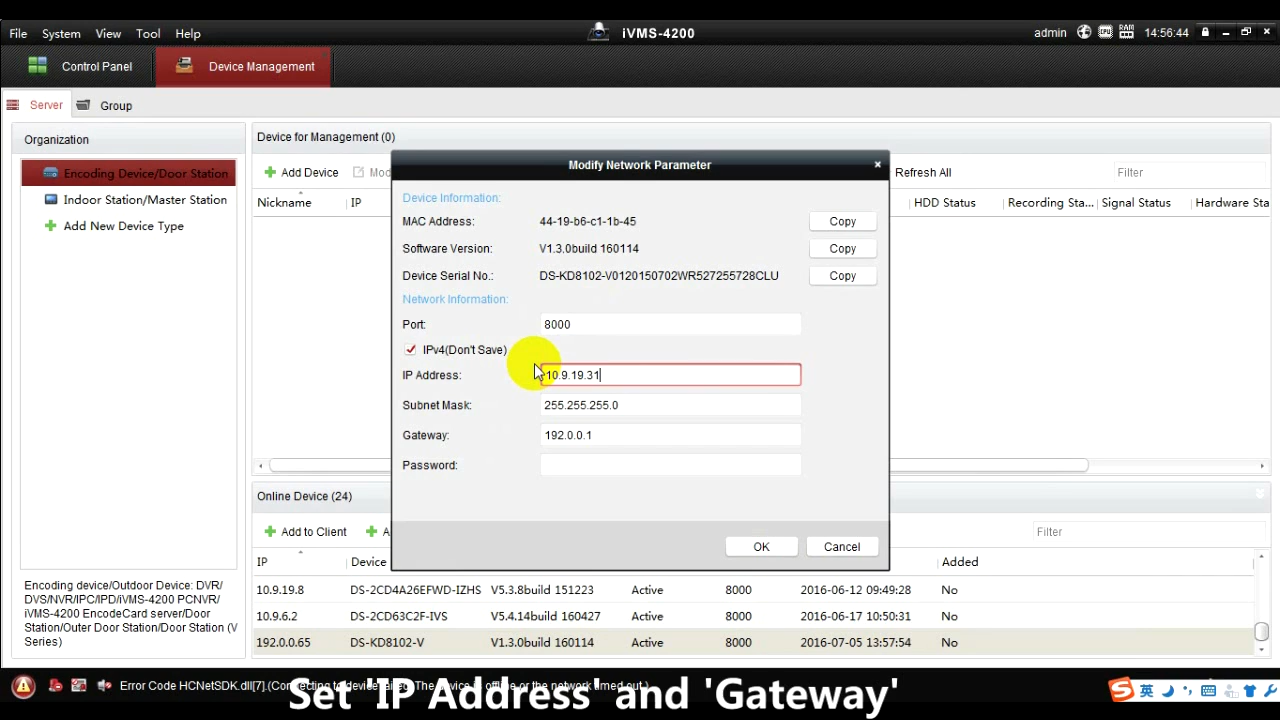 File System View Tool Help
iVMS-4200
admin 14:56:44
Control Panel
Device Management
Server Group
Organization
Encoding Device/Door Station
Indoor Station/Master Station
Add New Device Type
Encoding device/Outdoor Device: DVR/
DVS/NVR/IPC/IPD/iVMS-4200 PCNVR/
iVMS-4200 EncodeCard server/Door
Station/Outer Door Station/Door Station (V
Series)
Device for Management (0)
Add Device Refresh All Filter
Nickname IP HDD Status Recording Sta... Signal Status Hardware Sta
Modify Network Parameter
Device Information:
MAC Address: 44-19-b6-c1-1b-45 Copy
Software Version: V1.3.0build 160114 Copy
Device Serial No.: DS-KD8102-V0120150702WR527255728CLU Copy
Network Information:
Port: 8000
IPv4(Don't Save)
IP Address: 10.9.19.31
Subnet Mask: 255.255.255.0
Gateway: 192.0.0.1
Password:
OK Cancel
Online Device (24)
Add to Client Filter
IP Device Added
10.9.19.8 DS-2CD4A26EFWD-IZHS V5.3.8build 151223 Active 8000 2016-06-12 09:49:28 No
10.9.6.2 DS-2CD63C2F-IVS V5.4.14build 160427 Active 8000 2016-06-17 10:50:31 No
192.0.0.65 DS-KD8102-V V1.3.0build 160114 Active 8000 2016-07-05 13:57:54 No
Error Code HCNetSDK.dll[7].(Connecting to device The device is offline or the network timed out.)
英
Set 'IP Address' and 'Gateway'